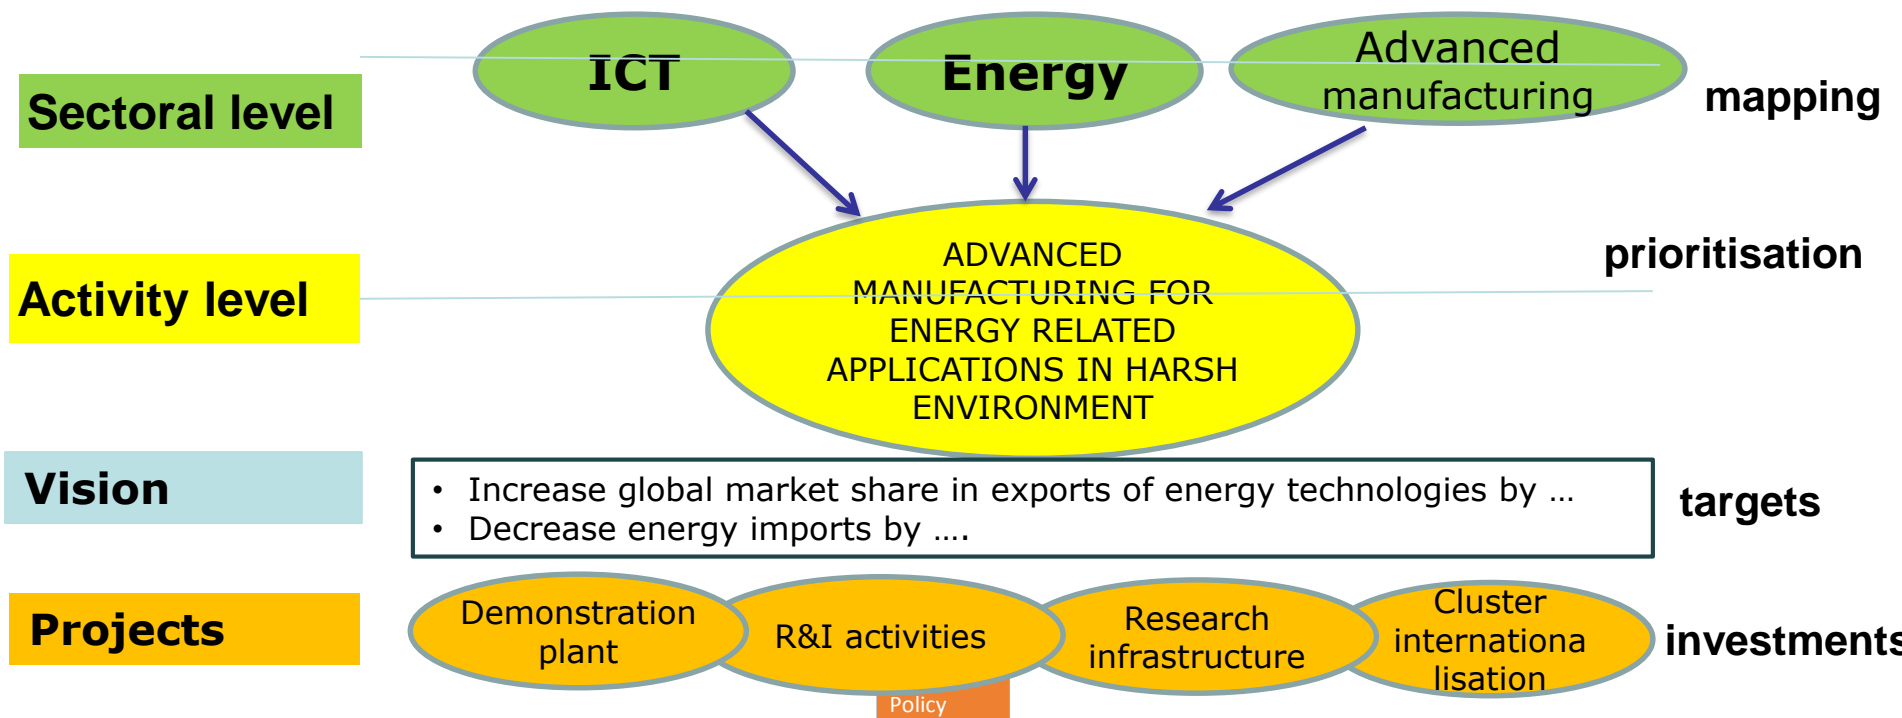 Sectoral level
ICT
Energy
Advanced
manufacturing
mapping
Activity level
ADVANCED
MANUFACTURING FOR
ENERGY RELATED
APPLICATIONS IN HARSH
ENVIRONMENT
prioritisation
Vision
• Increase global market share in exports of energy technologies by …
• Decrease energy imports by ….
targets
Projects
Demonstration
plant
R&I activities
Research
infrastructure
Cluster
internationa
lisation
investments
Policy